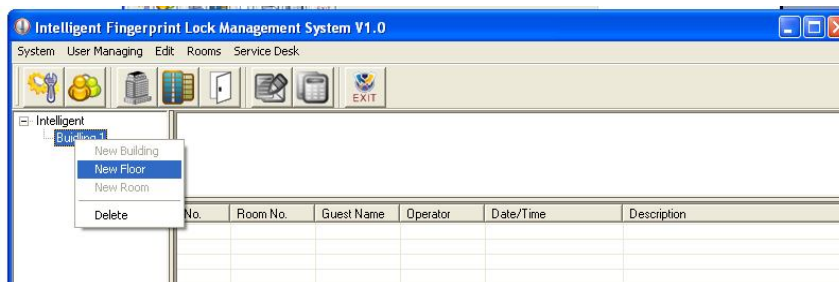 Intelligent Fingerprint Lock Management System V1.0
System User Managing Edit Rooms Service Desk
EXIT
Intelligent
Buidling 1
New Building
New Floor
New Room
Delete
No. Room No. Guest Name Operator Date/Time Description